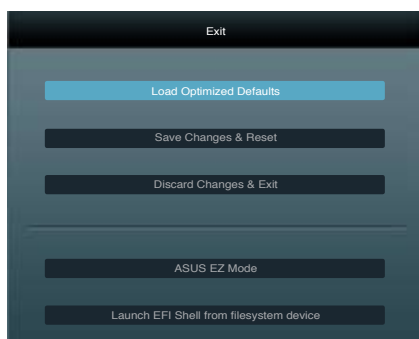 Exit
Load Optimized Defaults
Save Changes & Reset
Discard Changes & Exit
ASUS EZ Mode
Launch EFI Shell from filesystem device